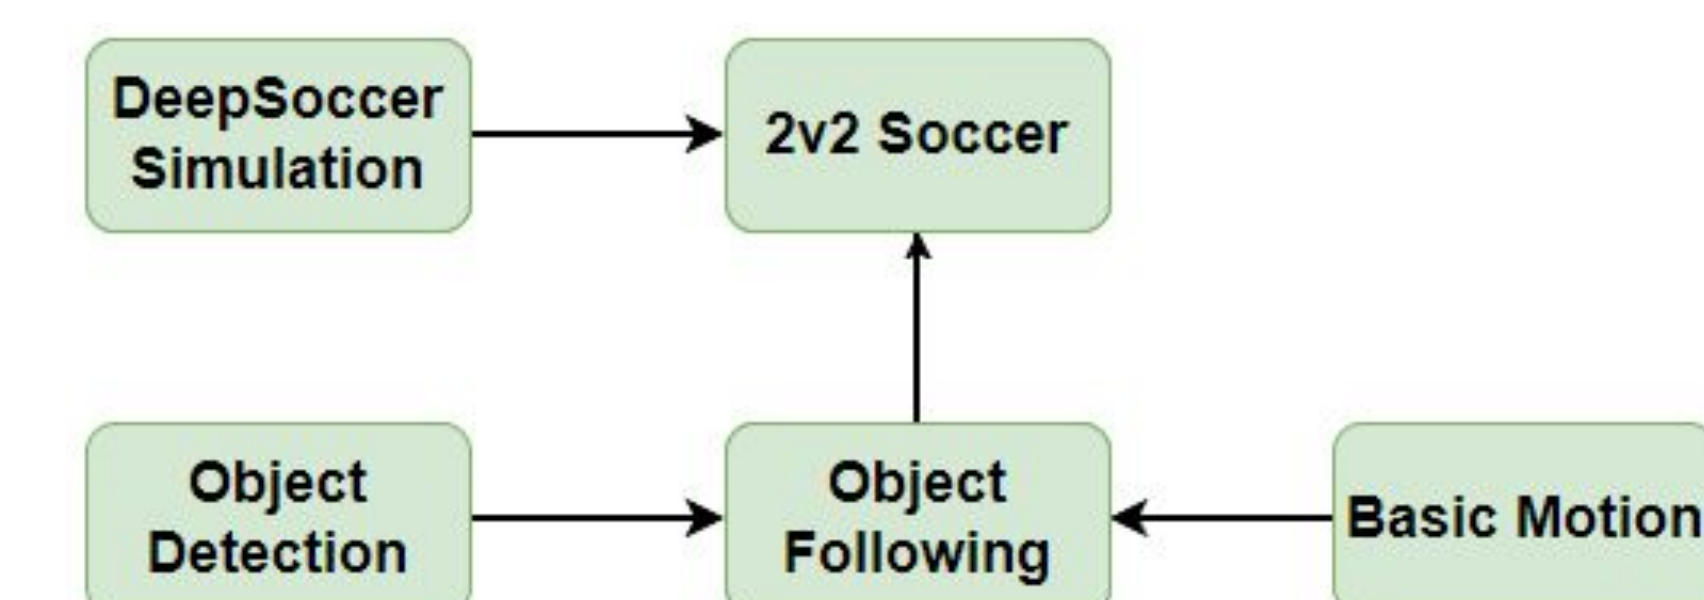 DeepSoccer
Simulation
2v2 Soccer
Object
Detection
Object
Following
Basic Motion